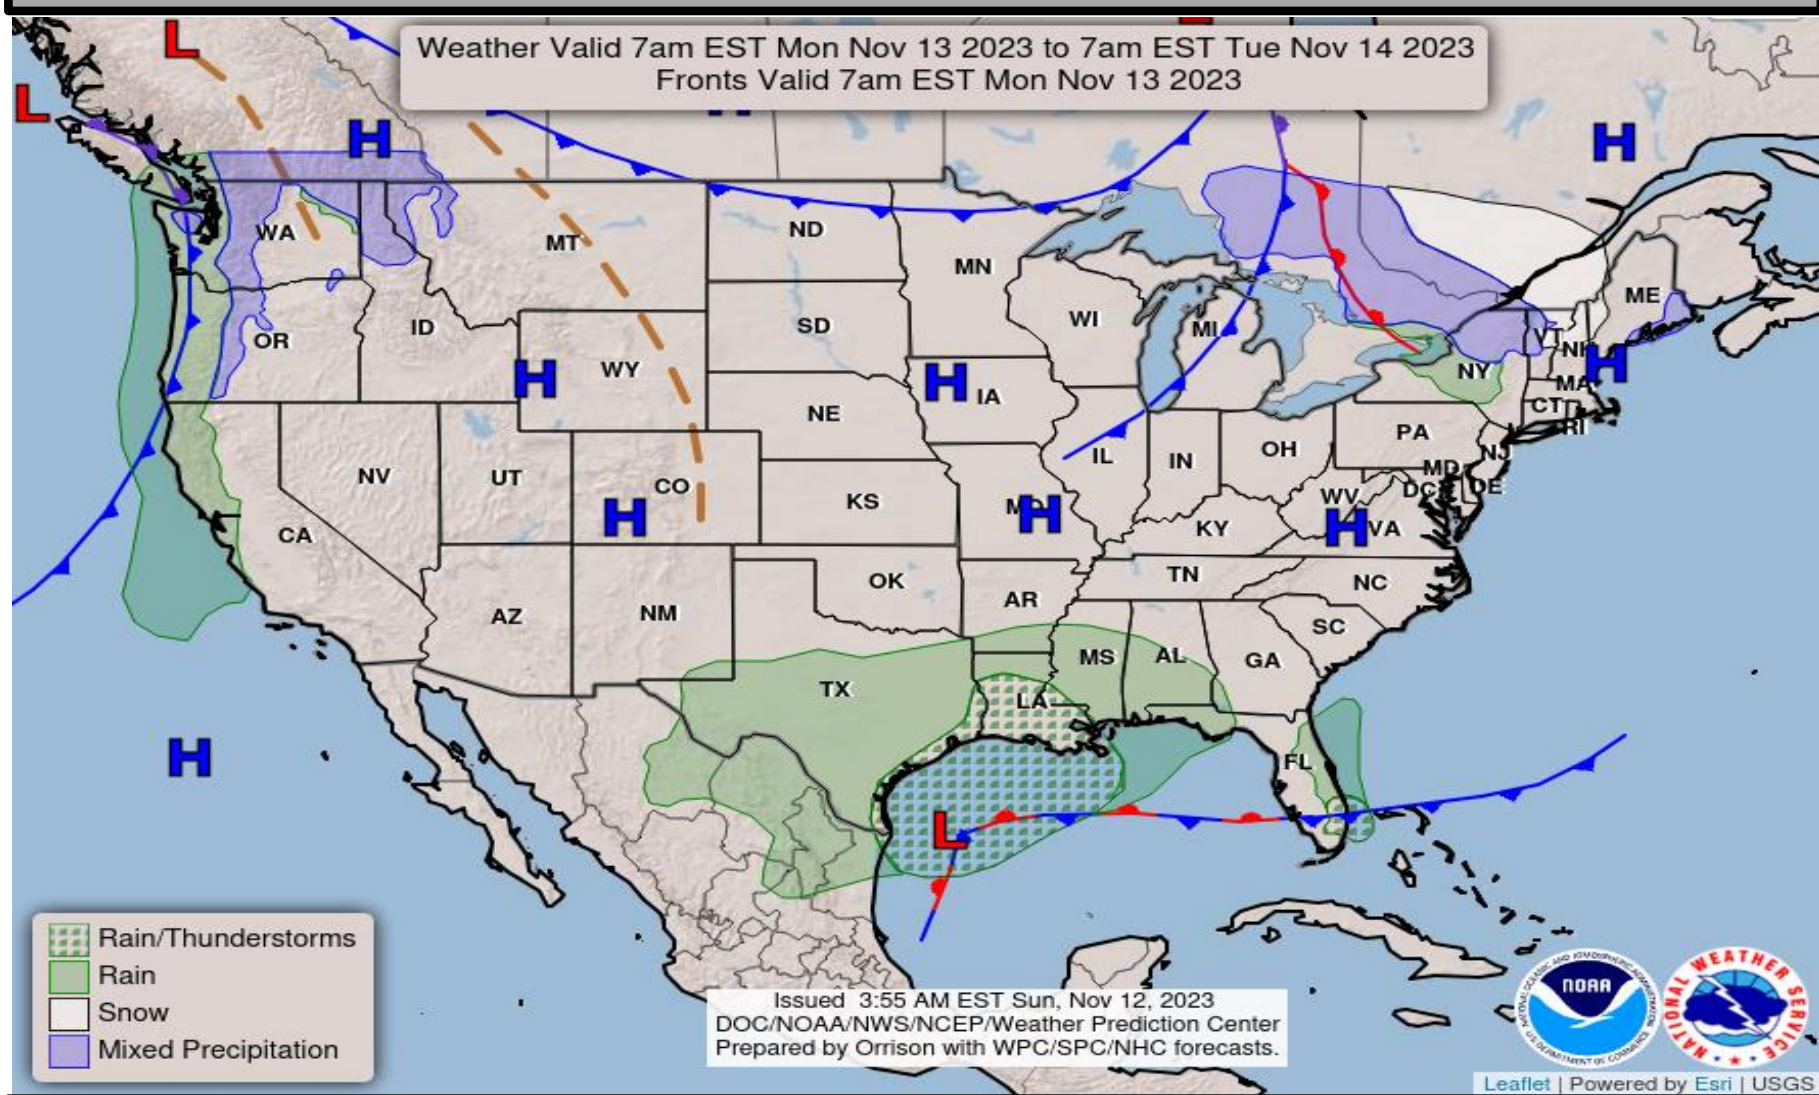 Weather Valid 7am EST Mon Nov 13 2023 to 7am EST Tue Nov 14 2023
Fronts Valid 7am EST Mon Nov 13 2023
L
L
H
H
WA
MT
ND
MN
OR
ID
SD
WI
MI
ME
VT
NH
H
WY
H
IA
H
NY
MA
CT
RI
NE
PA
NJ
NV
UT
CO
IL
IN
OH
MD
DC
DE
WV
H
KS
MO
H
KY
H
VA
CA
OK
TN
NC
AZ
NM
AR
SC
TX
MS
AL
GA
LA
H
FL
L
Rain/Thunderstorms
Rain
Snow
Mixed Precipitation
Issued 3:55 AM EST Sun, Nov 12, 2023
DOC/NOAA/NWS/NCEP/Weather Prediction Center
Prepared by Orrison with WPC/SPC/NHC forecasts.
NOAA
NATIONAL WEATHER SERVICE
Leaflet | Powered by Esri | USGS